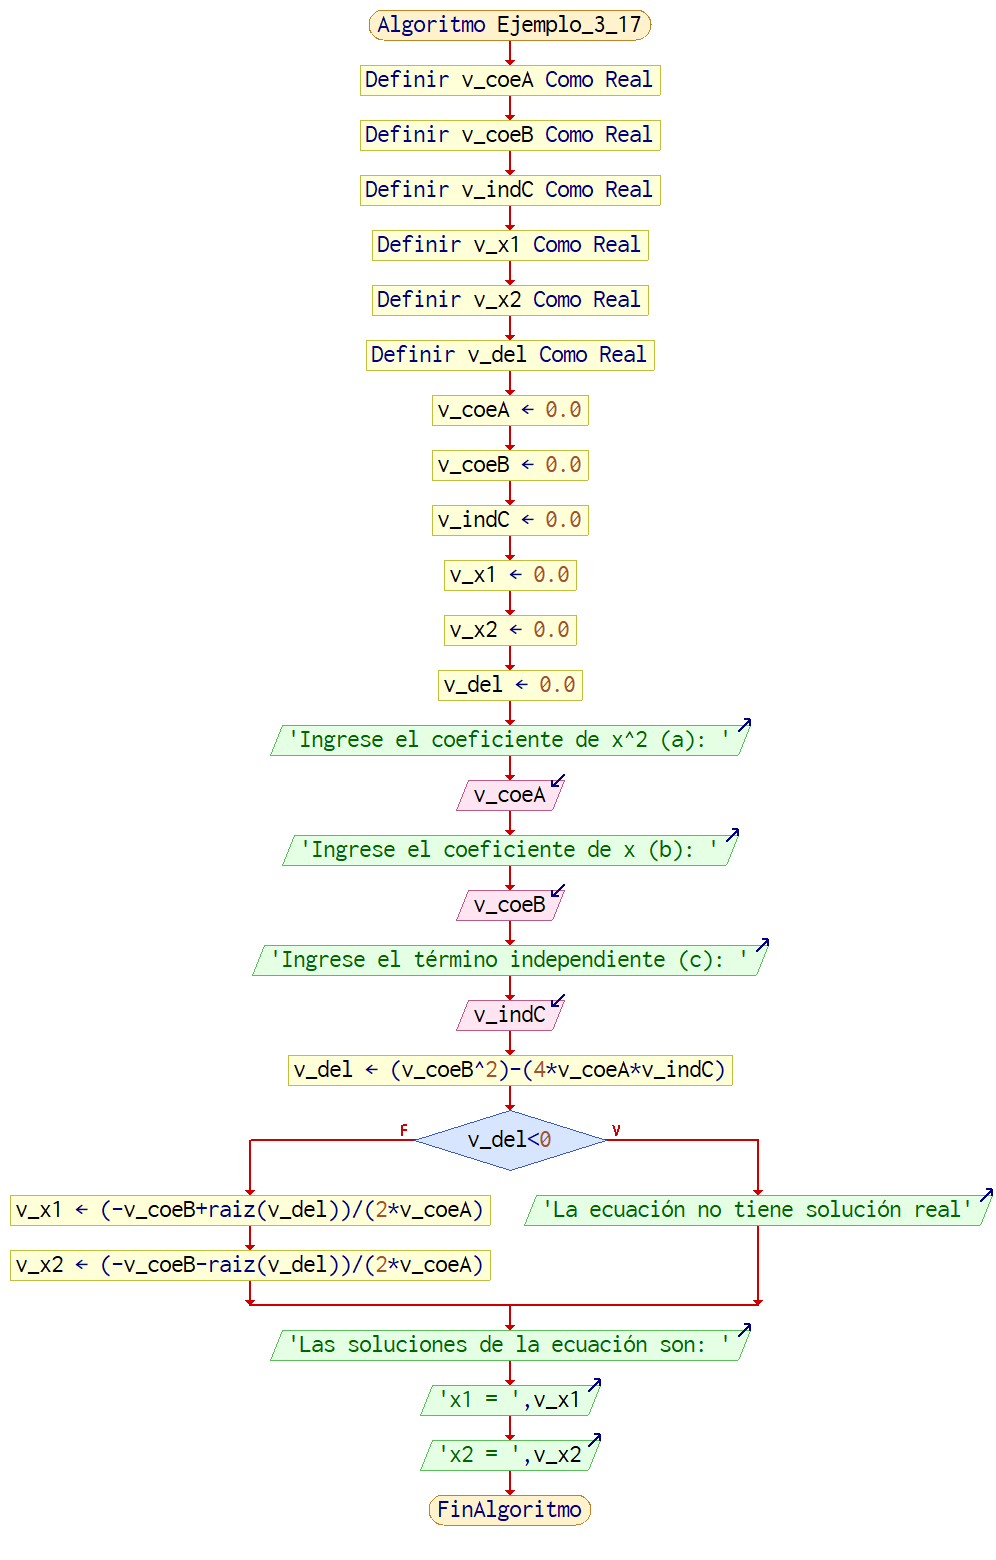 Algoritmo Ejemplo_3_17
Definir v_coeA Como Real
Definir v_coeB Como Real
Definir v_indC Como Real
Definir v_x1 Como Real
Definir v_x2 Como Real
Definir v_del Como Real
v_coeA ← 0.0
v_coeB ← 0.0
v_indC ← 0.0
v_x1 ← 0.0
v_x2 ← 0.0
v_del ← 0.0
'Ingrese el coeficiente de x^2 (a): '
v_coeA
'Ingrese el coeficiente de x (b): '
v_coeB
'Ingrese el término independiente (c): '
v_indC
v_del ← (v_coeB^2)-(4*v_coeA*v_indC)
F
v_del<0
V
v_x1 ← (-v_coeB+raiz(v_del))/(2*v_coeA)
'La ecuación no tiene solución real'
v_x2 ← (-v_coeB-raiz(v_del))/(2*v_coeA)
'Las soluciones de la ecuación son: '
'x1 = ',v_x1
'x2 = ',v_x2
FinAlgoritmo